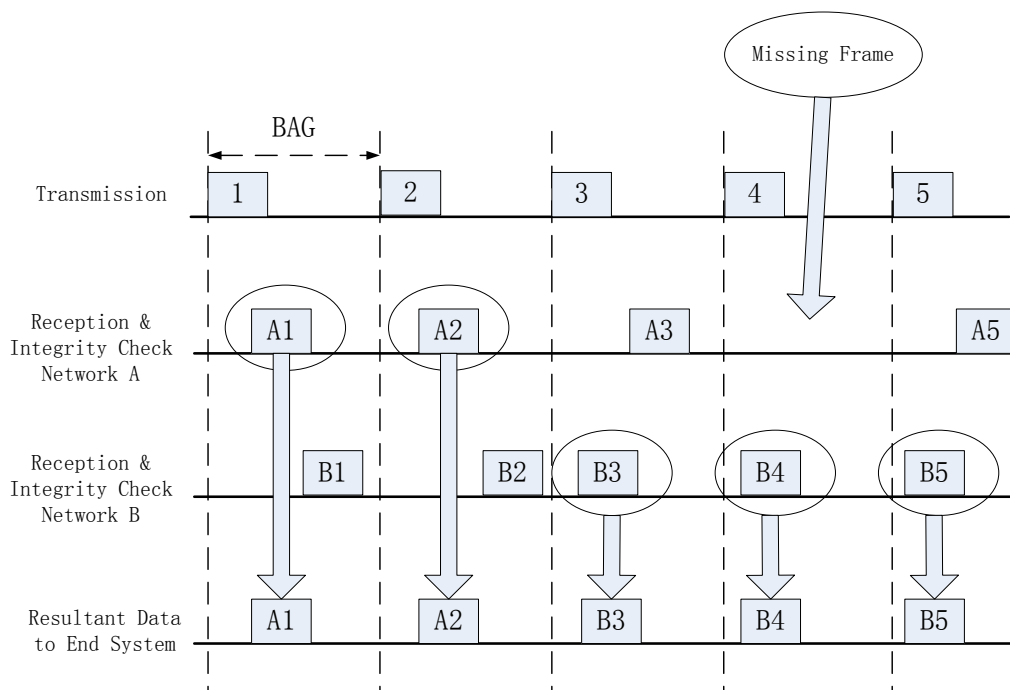 Missing Frame
BAG
Transmission
1
2
3
4
5
Reception &
Integrity Check
Network A
A1
A2
A3
A5
Reception &
Integrity Check
Network B
B1
B2
B3
B4
B5
Resultant Data
to End System
A1
A2
B3
B4
B5